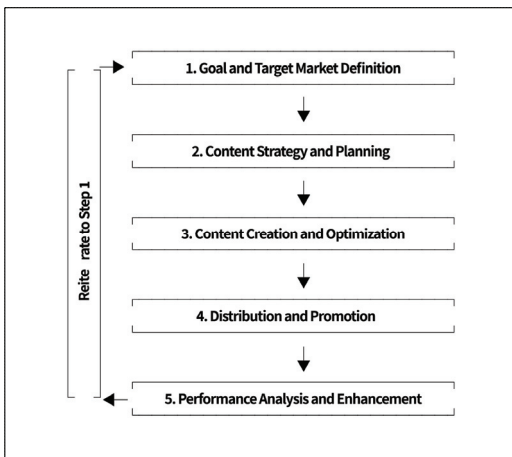 1. Goal and Target Market Definition
2. Content Strategy and Planning
3. Content Creation and Optimization
4. Distribution and Promotion
5. Performance Analysis and Enhancement
Reite rate to Step 1